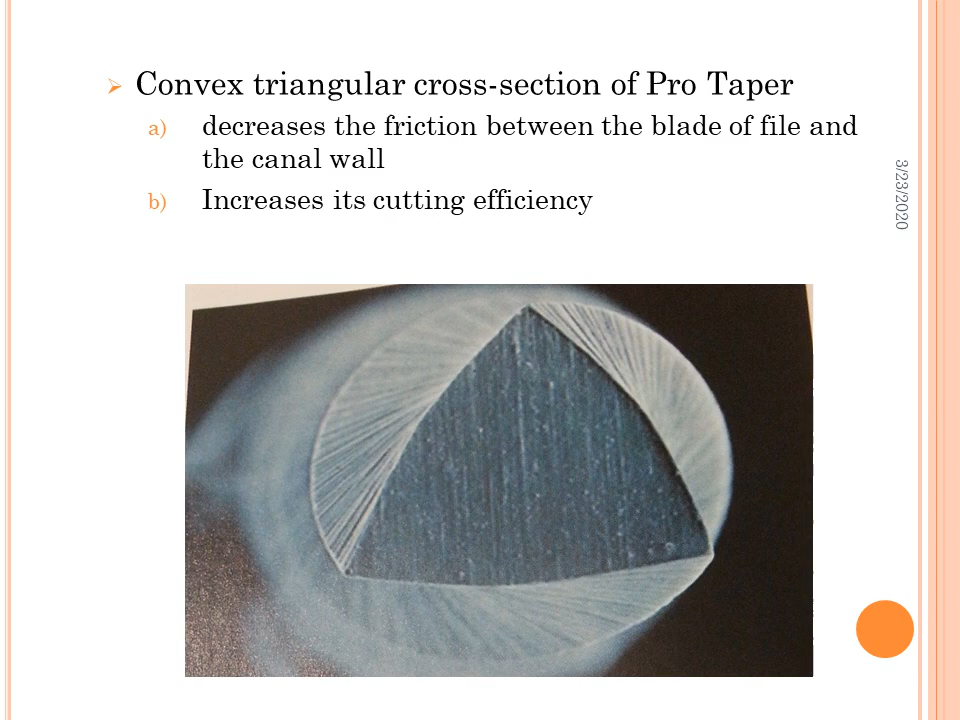 Convex triangular cross-section of Pro Taper
a) decreases the friction between the blade of file and
the canal wall
b) Increases its cutting efficiency
3/23/2020